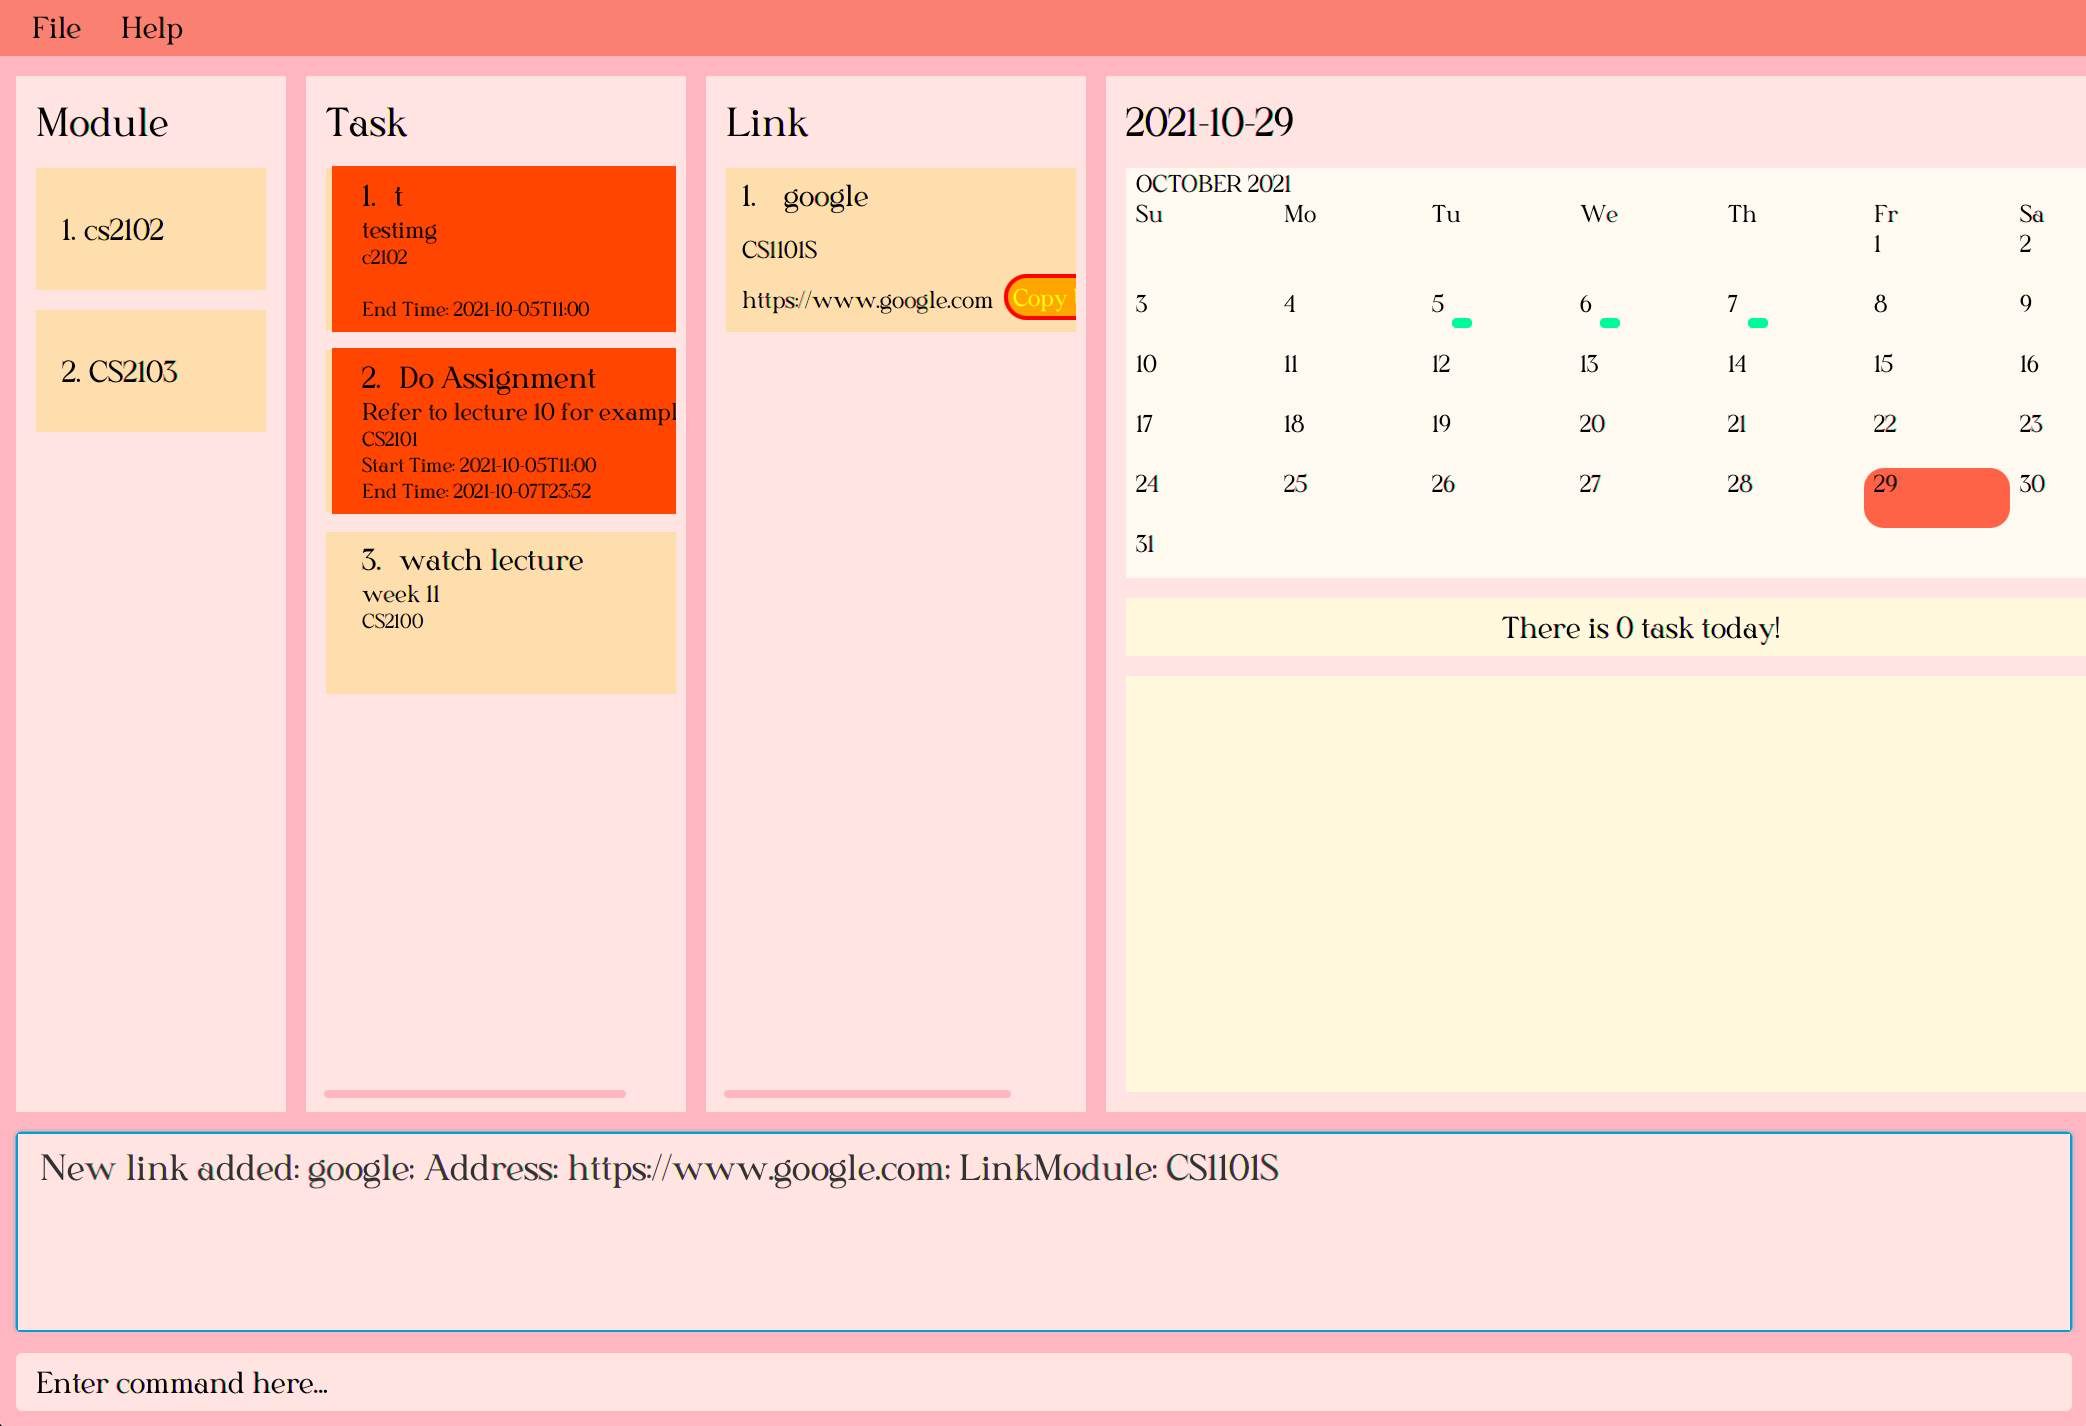 File Help
Module
1. cs2102
2. CS2103
Task
1. t
testimg
c2102
End Time: 2021-10-05T11:00
2. Do Assignment
Refer to lecture 10 for exampl
CS2101
Start Time: 2021-10-05T11:00
End Time: 2021-10-07T23:52
3. watch lecture
week 11
CS2100
Link
1. google
CS1101S
https://www.google.com Copy
2021-10-29
OCTOBER 2021
Su Mo Tu We Th Fr Sa
1 2
3 4 5 6 7 8 9
10 11 12 13 14 15 16
17 18 19 20 21 22 23
24 25 26 27 28 29 30
31
There is 0 task today!
New link added: google; Address: https://www.google.com; LinkModule: CS1101S
Enter command here...